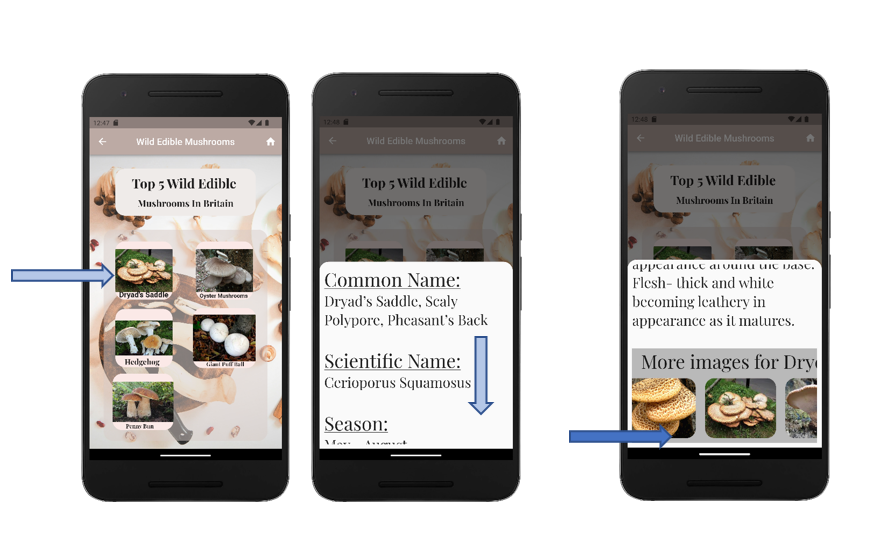 12:47
Wild Edible Mushrooms
Top 5 Wild Edible
Mushrooms In Britain
Dryad's Saddle
Oyster Mushrooms
Hedgehog
Giant Puff Ball
Penny Bun
12:48
Wild Edible Mushrooms
Top 5 Wild Edible
Mushrooms In Britain
Common Name:
Dryad's Saddle, Scaly
Polypore, Pheasant's Back
Scientific Name:
Cerioporus Squamosus
Season:
May - August
12:48
Wild Edible Mushrooms
Top 5 Wild Edible
Mushrooms In Britain
appearance around the base.
Flesh- thick and white
becoming leathery in
appearance as it matures.
More images for Drya